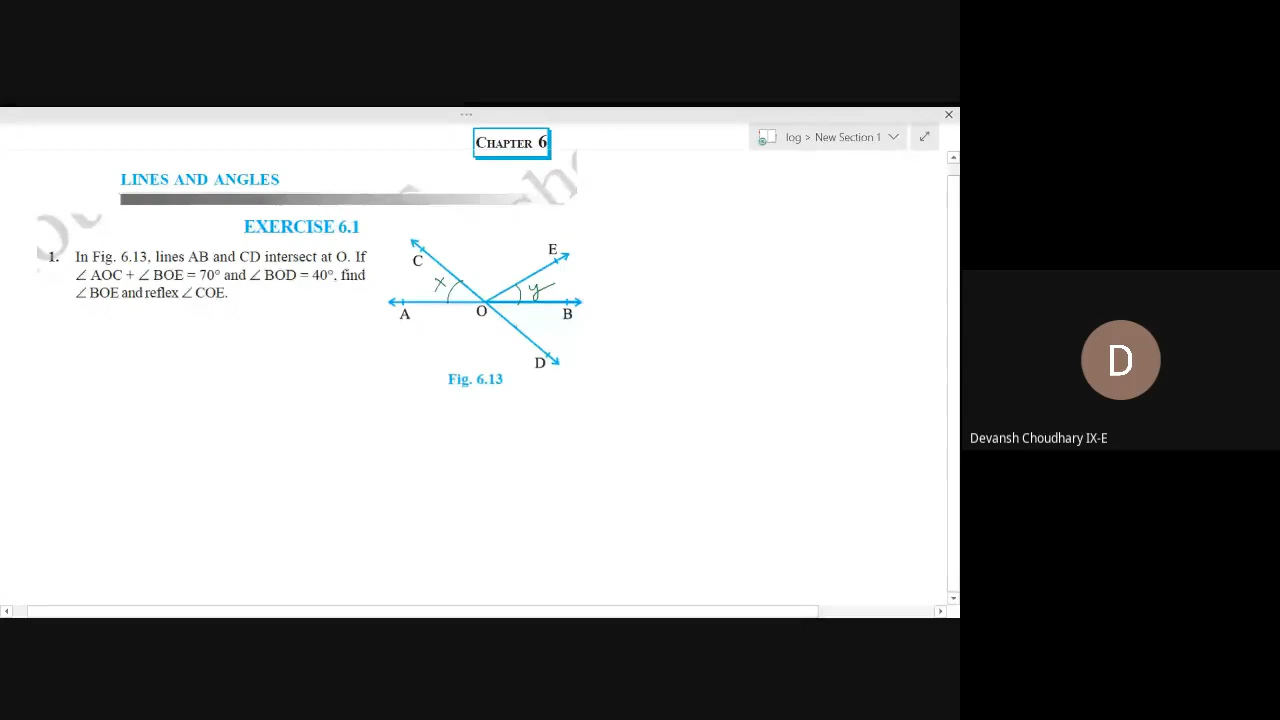 CHAPTER 6
log > New Section 1
LINES AND ANGLES
EXERCISE 6.1
1. In Fig. 6.13, lines AB and CD intersect at O. If
∠ AOC + ∠ BOE = 70° and ∠ BOD = 40°, find
∠ BOE and reflex ∠ COE.
C
E
x
y
A
O
B
D
Fig. 6.13
D
Devansh Choudhary IX-E